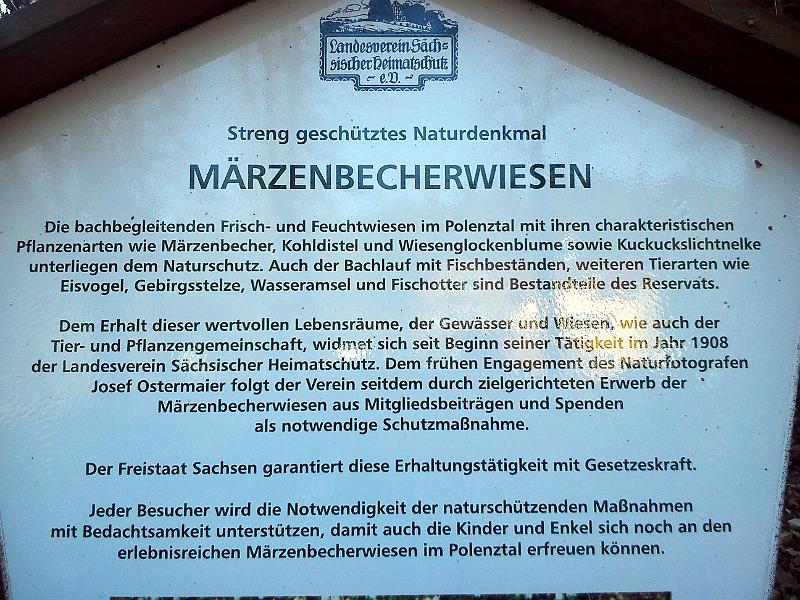 Landesverein Säch=
sischer Heimatschutz
~ e.V. ~
Streng geschütztes Naturdenkmal
MÄRZENBECHERWIESEN
Die bachbegleitenden Frisch- und Feuchtwiesen im Polenztal mit ihren charakteristischen
Pflanzenarten wie Märzenbecher, Kohldistel und Wiesenglockenblume sowie Kuckuckslichtnelke
unterliegen dem Naturschutz. Auch der Bachlauf mit Fischbeständen, weiteren Tierarten wie
Eisvogel, Gebirgsstelze, Wasseramsel und Fischotter sind Bestandteile des Reservats.
Dem Erhalt dieser wertvollen Lebensräume, der Gewässer und Wiesen, wie auch der
Tier- und Pflanzengemeinschaft, widmet sich seit Beginn seiner Tätigkeit im Jahr 1908
der Landesverein Sächsischer Heimatschutz. Dem frühen Engagement des Naturfotografen
Josef Ostermaier folgt der Verein seitdem durch zielgerichteten Erwerb der
Märzenbecherwiesen aus Mitgliedsbeiträgen und Spenden
als notwendige Schutzmaßnahme.
Der Freistaat Sachsen garantiert diese Erhaltungstätigkeit mit Gesetzeskraft.
Jeder Besucher wird die Notwendigkeit der naturschützenden Maßnahmen
mit Bedachtsamkeit unterstützen, damit auch die Kinder und Enkel sich noch an den
erlebnisreichen Märzenbecherwiesen im Polenztal erfreuen können.